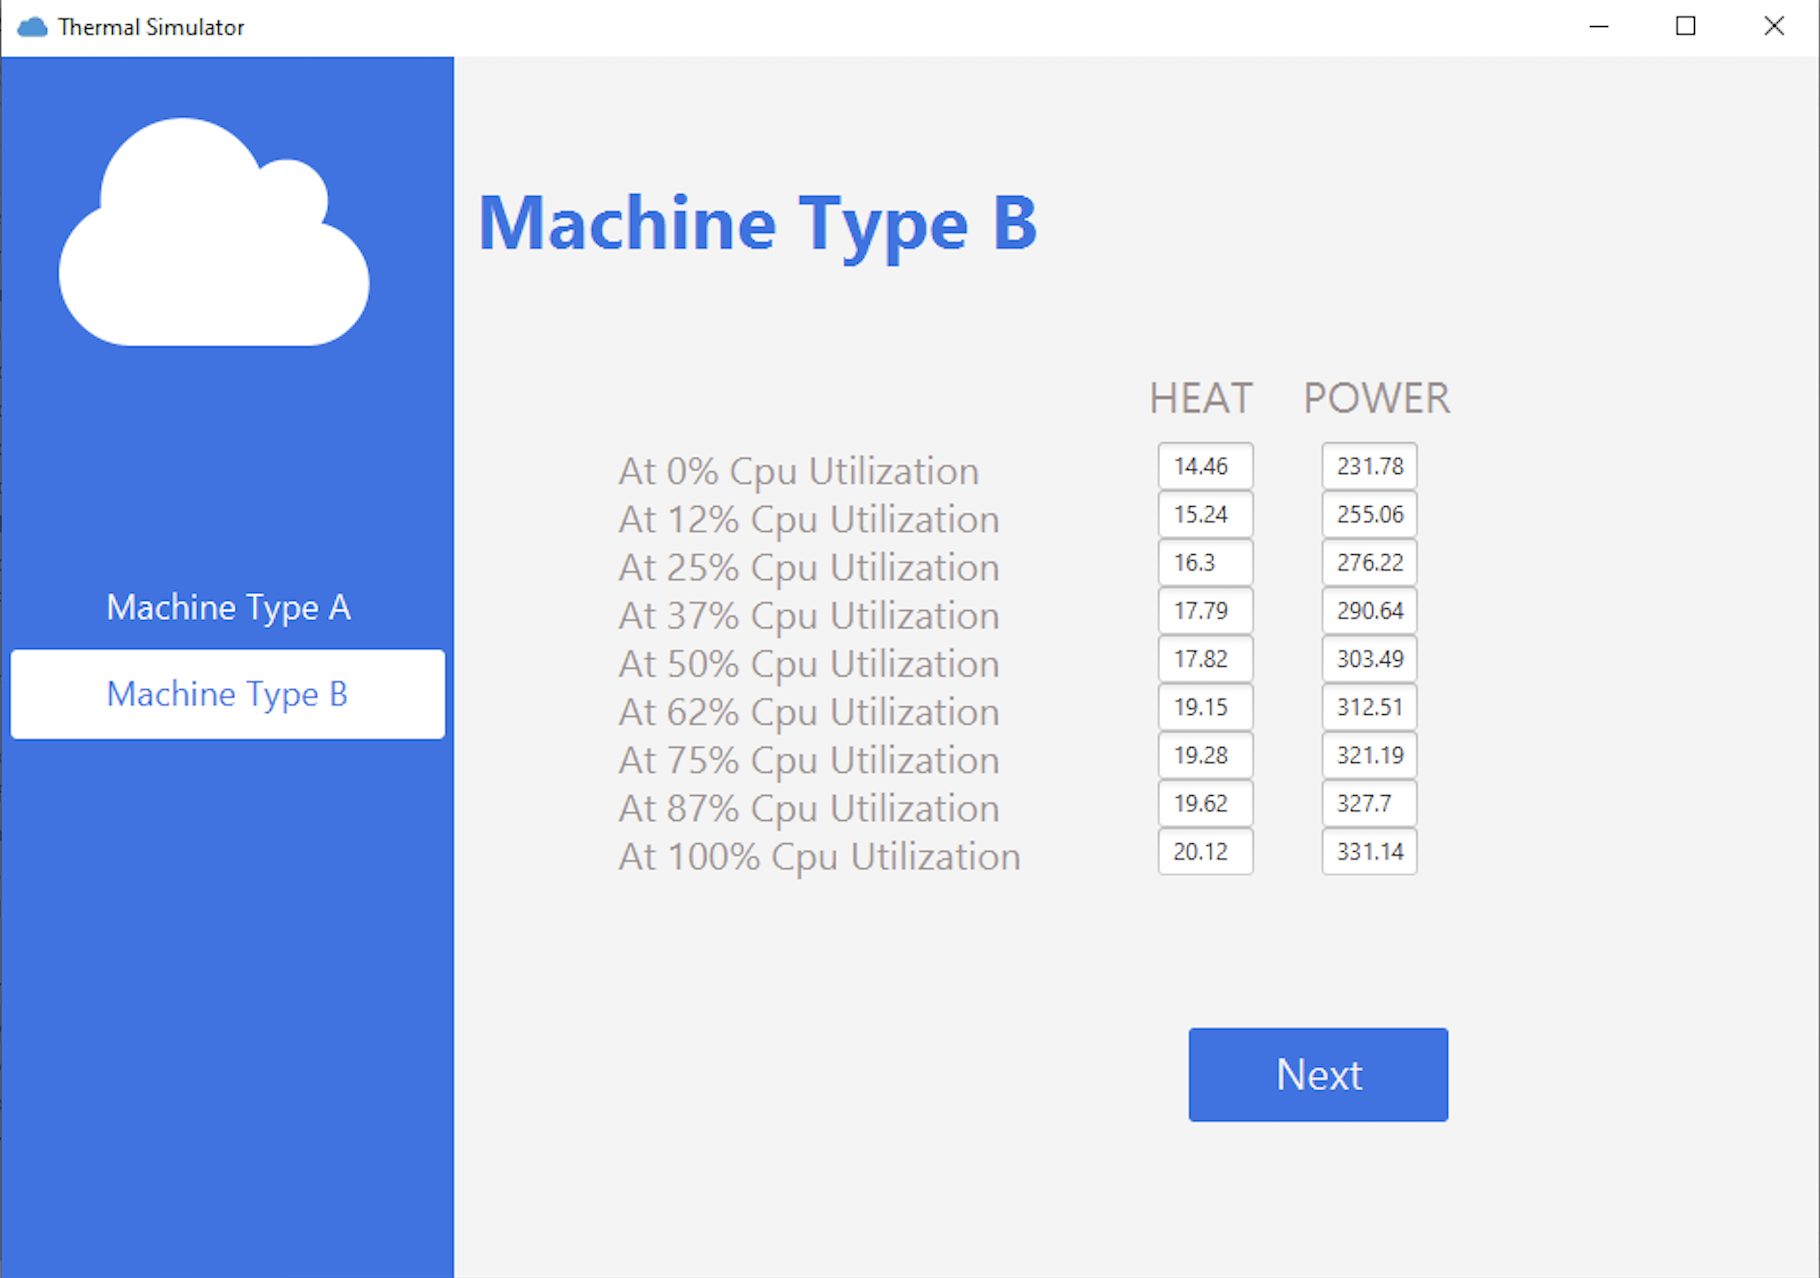 Thermal Simulator
Machine Type A
Machine Type B
Machine Type B
HEAT POWER
At 0% Cpu Utilization 14.46 231.78
At 12% Cpu Utilization 15.24 255.06
At 25% Cpu Utilization 16.3 276.22
At 37% Cpu Utilization 17.79 290.64
At 50% Cpu Utilization 17.82 303.49
At 62% Cpu Utilization 19.15 312.51
At 75% Cpu Utilization 19.28 321.19
At 87% Cpu Utilization 19.62 327.7
At 100% Cpu Utilization 20.12 331.14
Next